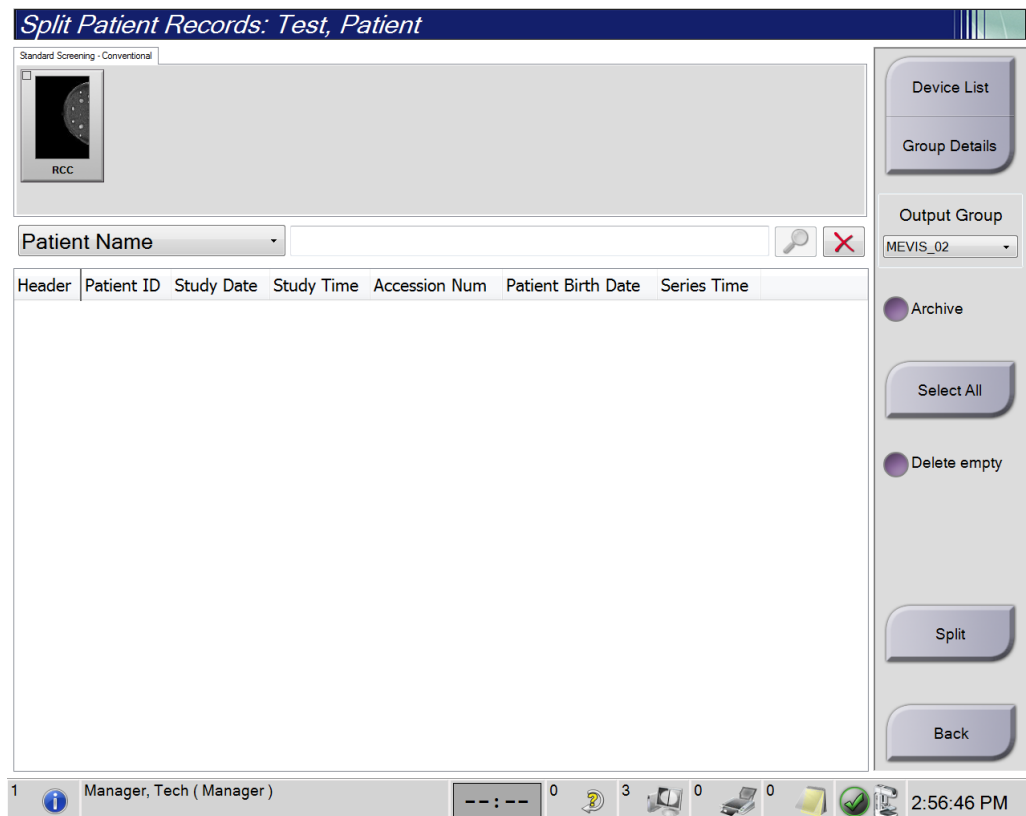 Split Patient Records: Test, Patient
Standard Screening - Conventional
RCC
Device List
Group Details
Output Group
MEVIS_02
Patient Name
Header Patient ID Study Date Study Time Accession Num Patient Birth Date Series Time
Archive
Select All
Delete empty
Split
Back
1 Manager, Tech ( Manager ) --:-- 0 3 0 0 2:56:46 PM